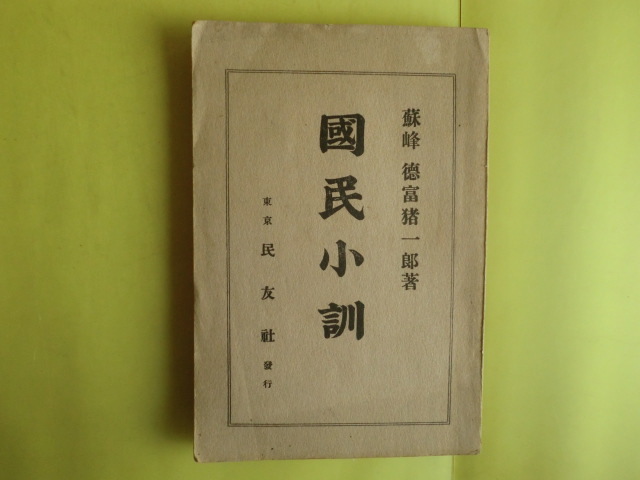 蘇峰 德富猪一郎著
國民小訓
東京 民友社 發行